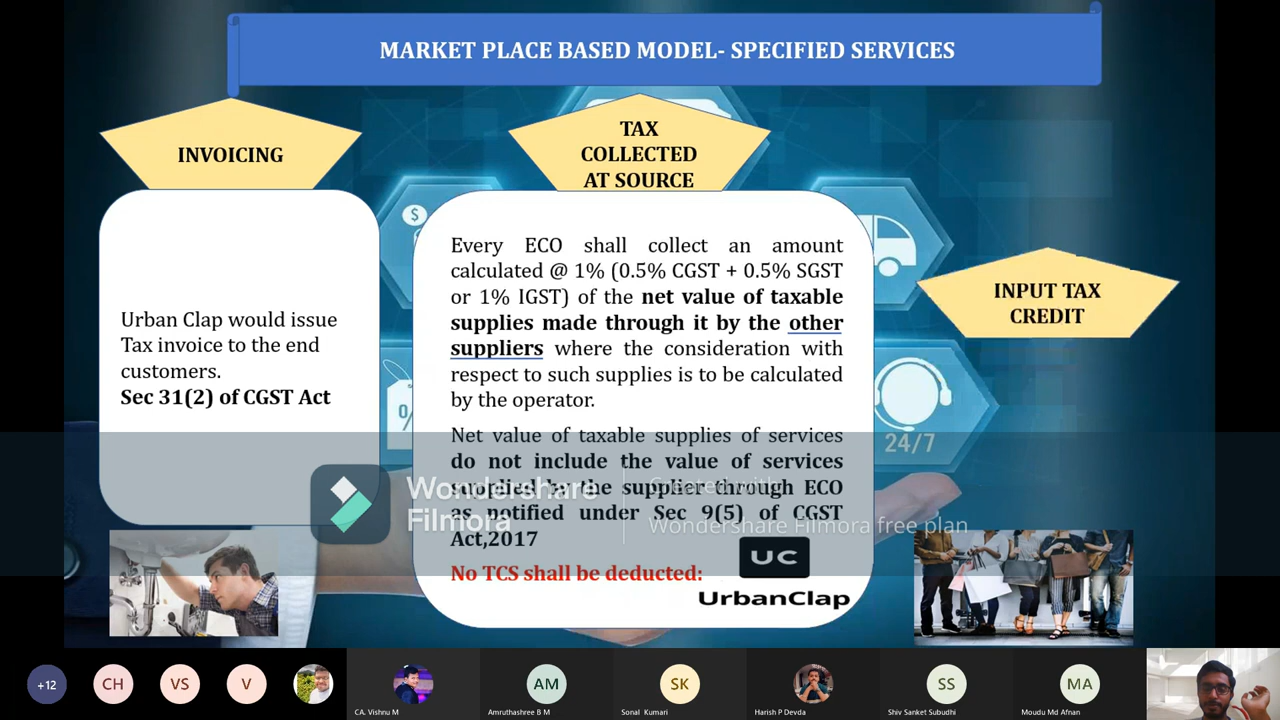 MARKET PLACE BASED MODEL- SPECIFIED SERVICES
INVOICING
Urban Clap would issue
Tax invoice to the end
customers.
Sec 31(2) of CGST Act
TAX
COLLECTED
AT SOURCE
Every ECO shall collect an amount
calculated @ 1% (0.5% CGST + 0.5% SGST
or 1% IGST) of the net value of taxable
supplies made through it by the other
suppliers where the consideration with
respect to such supplies is to be calculated
by the operator.
Net value of taxable supplies of services
do not include the value of services
supplied by the supplier through ECO
as notified under Sec 9(5) of CGST
Act,2017
No TCS shall be deducted:
UC
UrbanClap
INPUT TAX
CREDIT
$
%
24/7
Wondershare
Filmora
Created with
Wondershare Filmora free plan
+12
CH
VS
V
CA. Vishnu M
AM
Amruthashree B M
SK
Sonal Kumari
Harish P Devda
SS
Shiv Sanket Subudhi
MA
Moudu Md Afnan